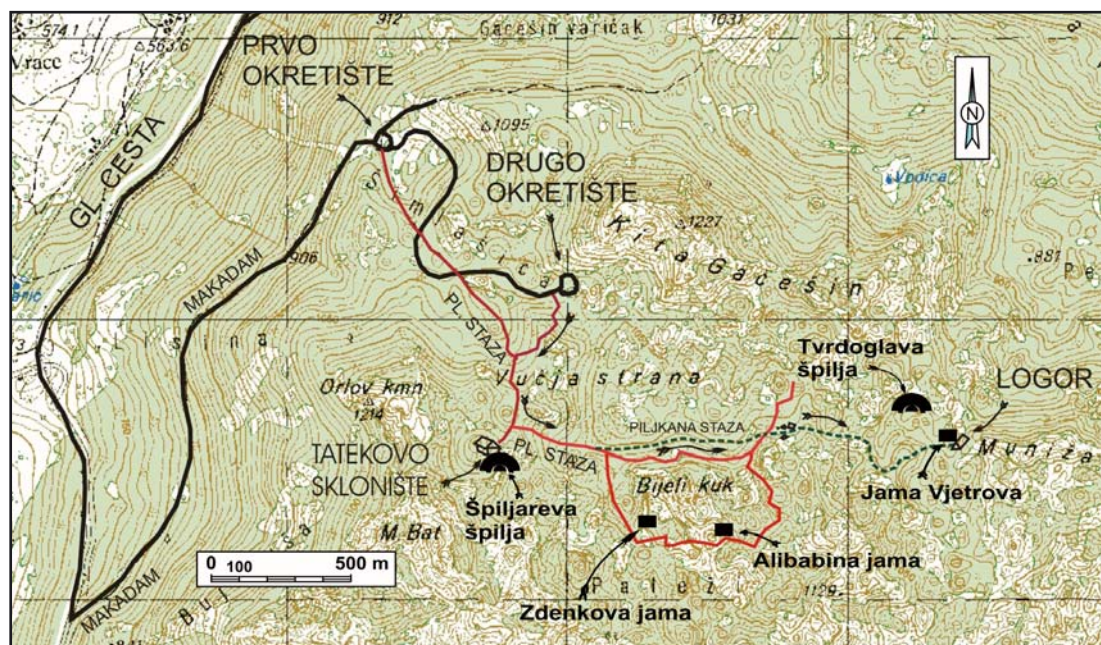 912
Gaćešin varićak
1031
574.1
563.6
PRVO
OKRETIŠTE
GL. CESTA
1095
DRUGO
OKRETIŠTE
N
Vodica
Kita Gaćešin
1227
881
MAKADAM
906
Simlašica
PL. STAZA
Lisina
Vučja strana
Tvrdoglava
špilja
LOGOR
Orlov kmn
1214
PILJKANA STAZA
PL. STAZA
TATEKOVO
SKLONIŠTE
Muniža
Bijeli kuk
Jama Vjetrova
Špiljareva
špilja
M Bat
0 100 500 m
Alibabina jama
Palež
1129
Zdenkova jama
MAKADAM